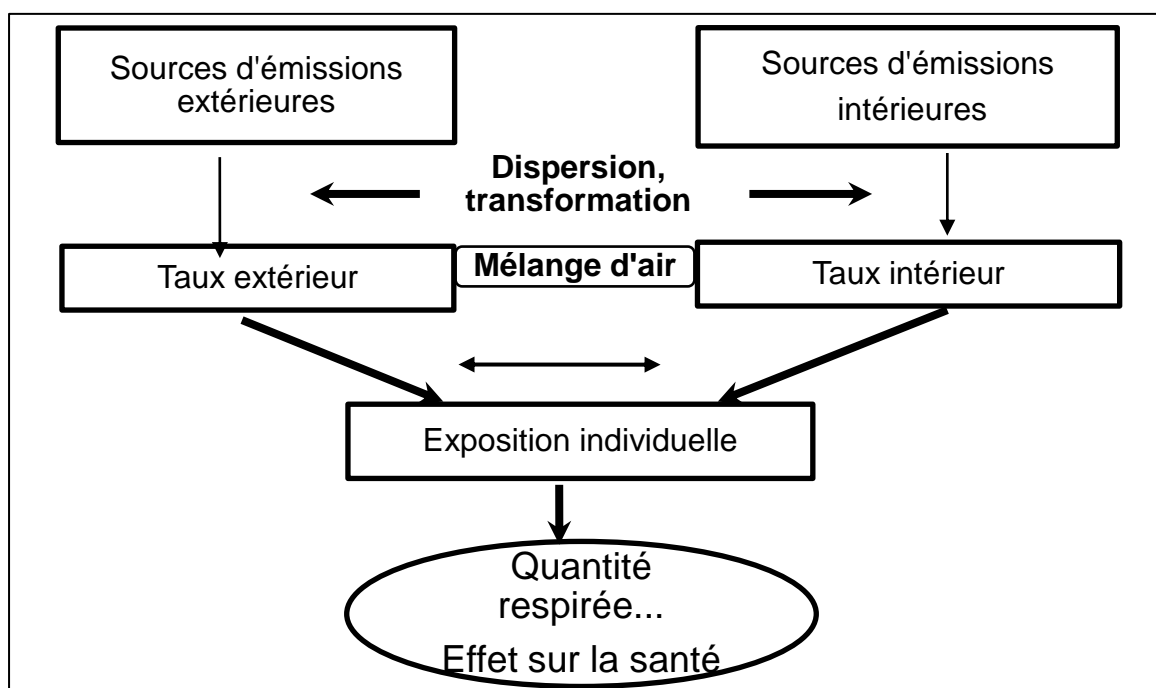 Sources d'émissions
extérieures
Sources d'émissions
intérieures
Dispersion,
transformation
Taux extérieur
Mélange d'air
Taux intérieur
Exposition individuelle
Quantité
respirée...
Effet sur la santé